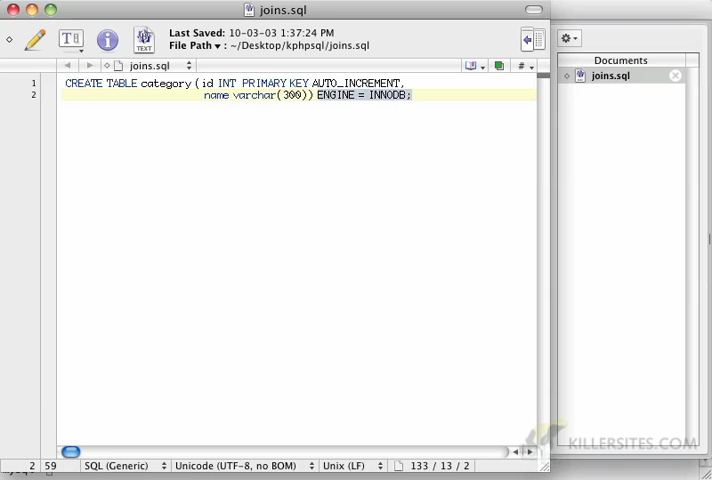 joins.sql
Last Saved: 10-03-03 1:37:24 PM
File Path ▾ : ~/Desktop/kphpsql/joins.sql
TEXT
joins.sql
#
Documents
joins.sql
1 CREATE TABLE category ( id INT PRIMARY KEY AUTO_INCREMENT,
2 name varchar(300)) ENGINE = INNODB;
KILLERSITES.COM
2 59 SQL (Generic) Unicode (UTF-8, no BOM) Unix (LF) 133 / 13 / 2